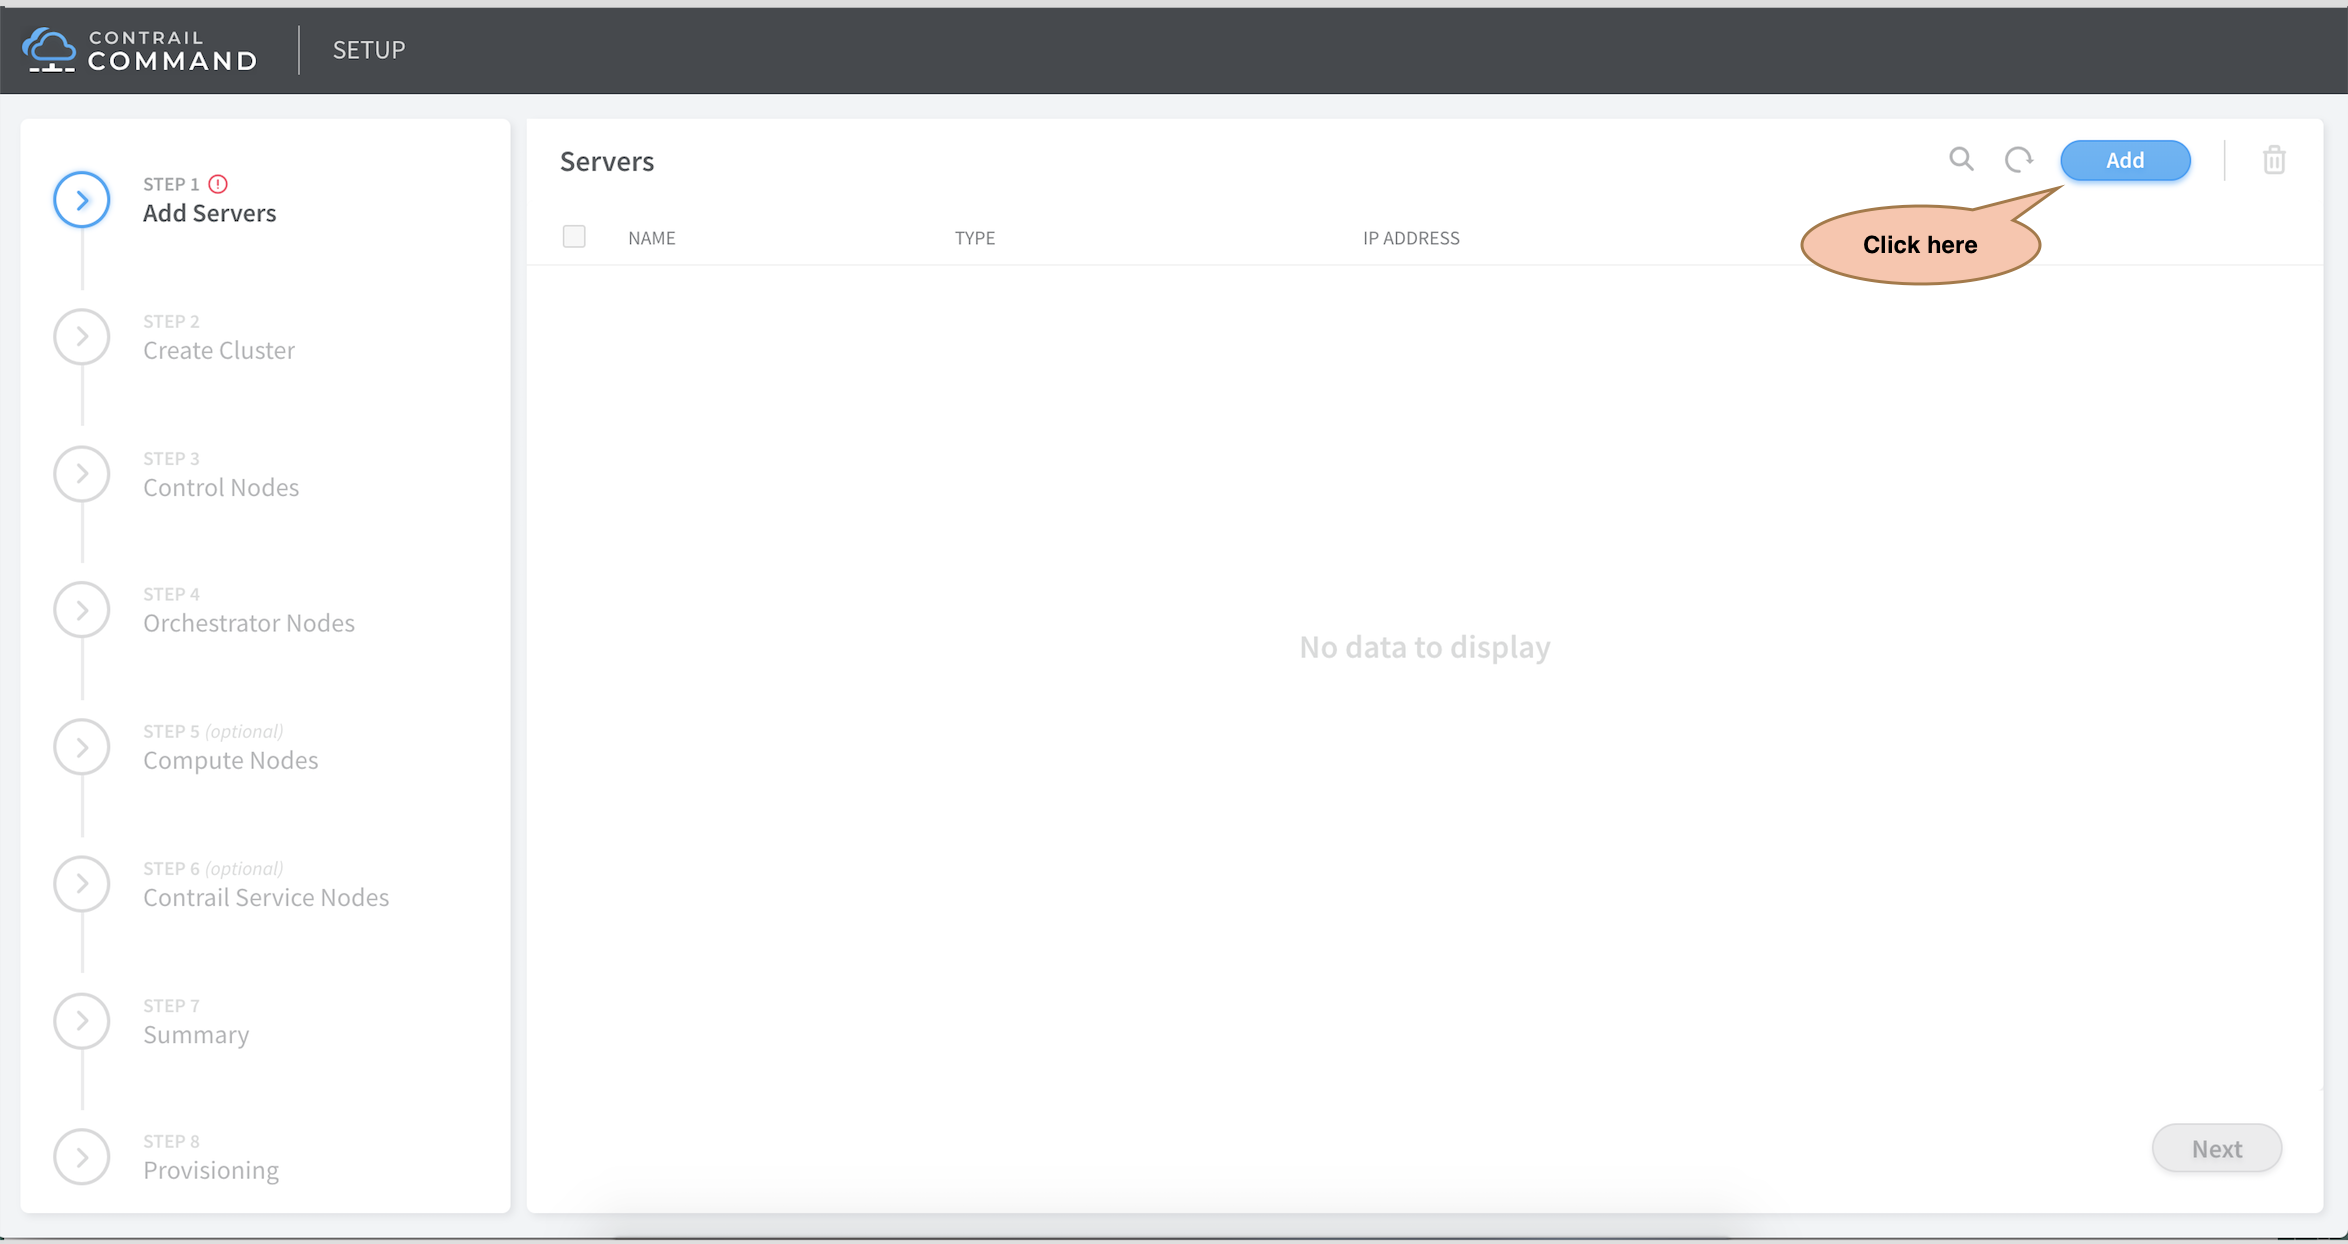 CONTRAIL
COMMAND
SETUP
STEP 1
Add Servers
STEP 2
Create Cluster
STEP 3
Control Nodes
STEP 4
Orchestrator Nodes
STEP 5 (optional)
Compute Nodes
STEP 6 (optional)
Contrail Service Nodes
STEP 7
Summary
STEP 8
Provisioning
Servers
Add
NAME TYPE IP ADDRESS
Click here
No data to display
Next